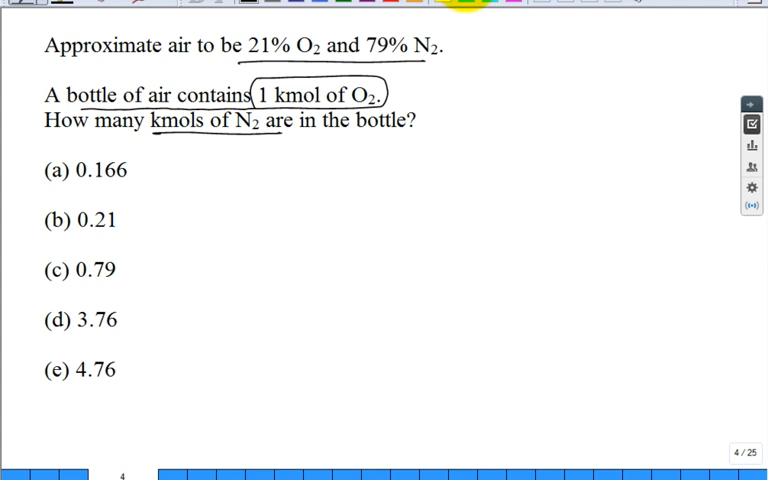 Approximate air to be 21% O₂ and 79% N₂.
A bottle of air contains 1 kmol of O₂.
How many kmols of N₂ are in the bottle?
(a) 0.166
(b) 0.21
(c) 0.79
(d) 3.76
(e) 4.76
4 / 25
4